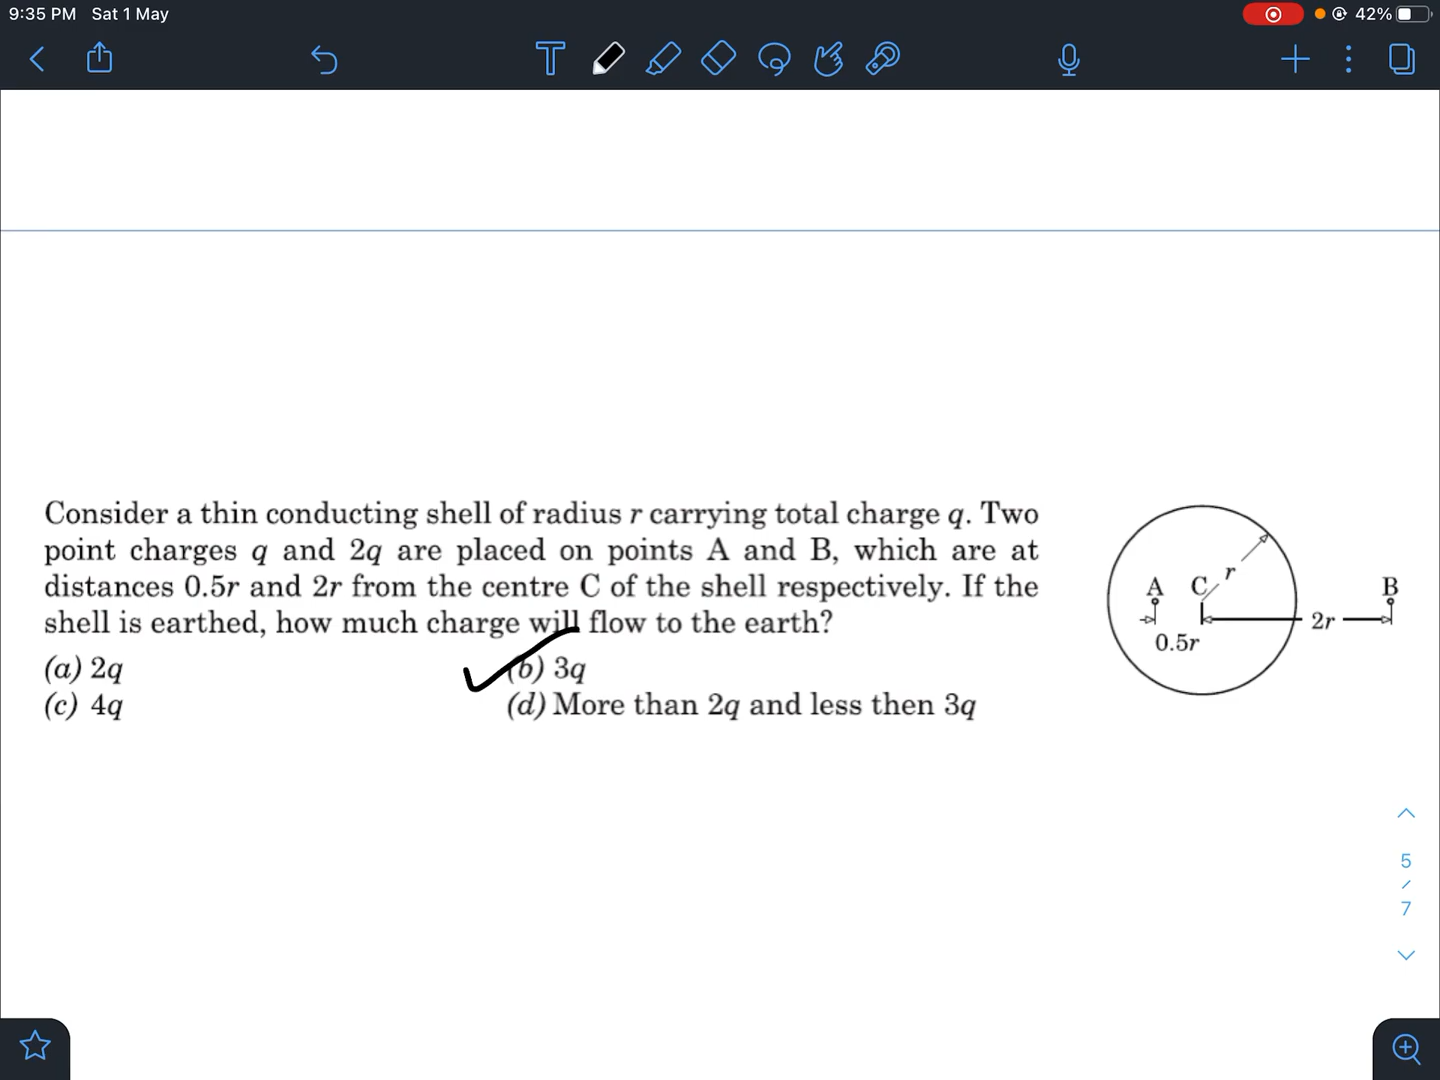 9:35 PM Sat 1 May
42%
Consider a thin conducting shell of radius r carrying total charge q. Two
point charges q and 2q are placed on points A and B, which are at
distances 0.5r and 2r from the centre C of the shell respectively. If the
shell is earthed, how much charge will flow to the earth?
(a) 2q (b) 3q
(c) 4q (d) More than 2q and less then 3q
r
A C B
2r
0.5r
5
/
7